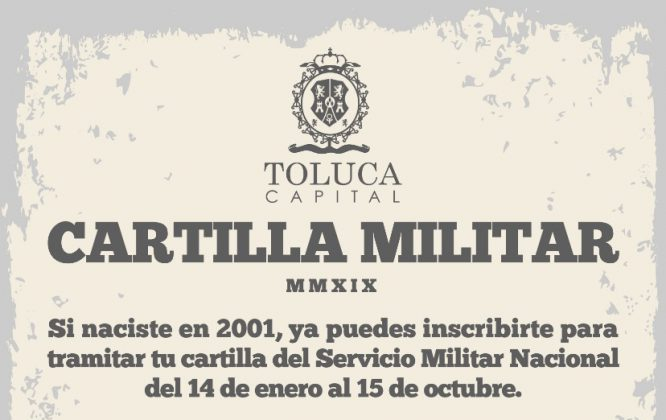 TOLUCA
CAPITAL
CARTILLA MILITAR
MMXIX
Si naciste en 2001, ya puedes inscribirte para
tramitar tu cartilla del Servicio Militar Nacional
del 14 de enero al 15 de octubre.